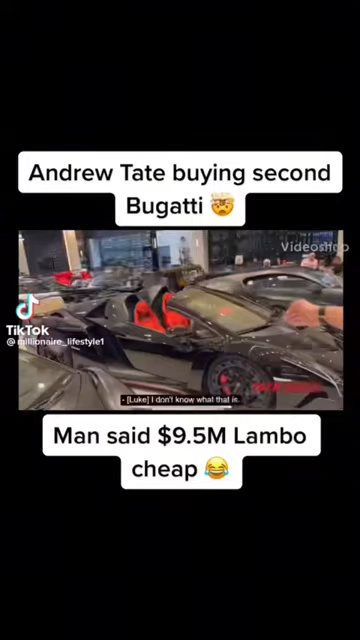 Andrew Tate buying second
Bugatti 🤯
Videoshop
TikTok
@millionaire_lifestyle1
- [Luke] I don't know what that is.
Man said $9.5M Lambo
cheap 😂